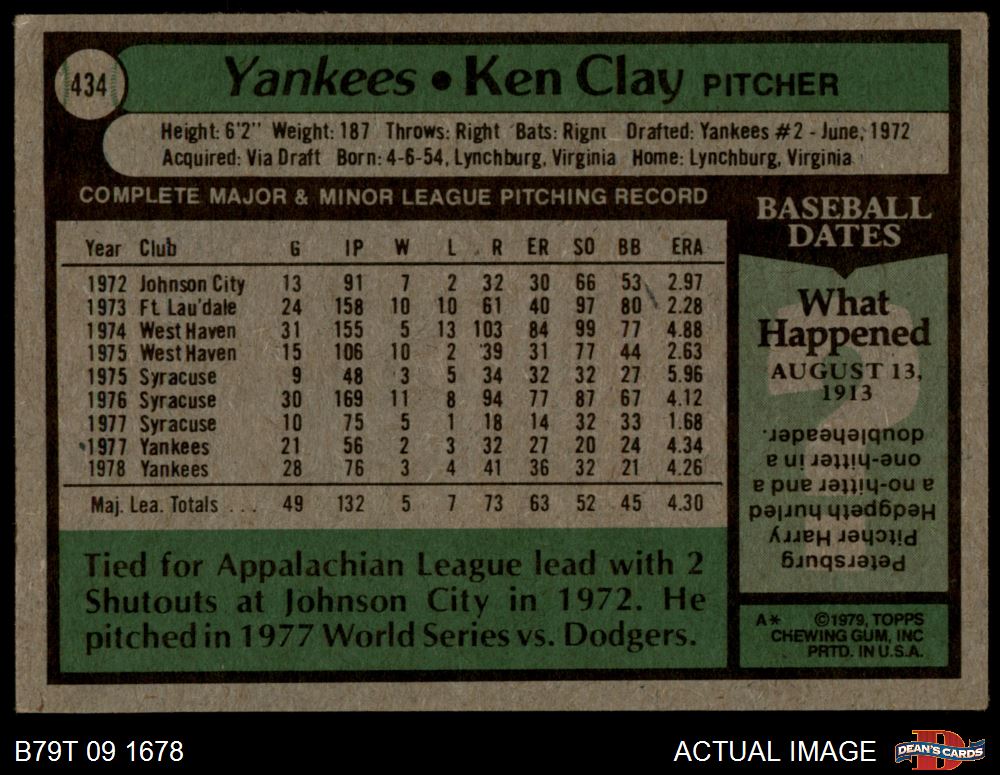 434
Yankees • Ken Clay PITCHER
Height: 6'2" Weight: 187 Throws: Right Bats: Right Drafted: Yankees #2 - June, 1972
Acquired: Via Draft Born: 4-6-54, Lynchburg, Virginia Home: Lynchburg, Virginia
COMPLETE MAJOR & MINOR LEAGUE PITCHING RECORD
Year Club G IP W L R ER SO BB ERA
1972 Johnson City 13 91 7 2 32 30 66 53 2.97
1973 Ft. Lau'dale 24 158 10 10 61 40 97 80 2.28
1974 West Haven 31 155 5 13 103 84 99 77 4.88
1975 West Haven 15 106 10 2 39 31 77 44 2.63
1975 Syracuse 9 48 3 5 34 32 32 27 5.96
1976 Syracuse 30 169 11 8 94 77 87 67 4.12
1977 Syracuse 10 75 5 1 18 14 32 33 1.68
1977 Yankees 21 56 2 3 32 27 20 24 4.34
1978 Yankees 28 76 3 4 41 36 32 21 4.26
Maj. Lea. Totals ... 49 132 5 7 73 63 52 45 4.30
Tied for Appalachian League lead with 2
Shutouts at Johnson City in 1972. He
pitched in 1977 World Series vs. Dodgers.
BASEBALL
DATES
What
Happened
AUGUST 13,
1913
Petersburg
Pitcher Harry
Hedgpeth hurled
a no-hitter and a
one-hitter in a
doubleheader.
A* ©1979, TOPPS
CHEWING GUM, INC
PRTD. IN U.S.A.
B79T 09 1678
ACTUAL IMAGE
DEAN'S CARDS